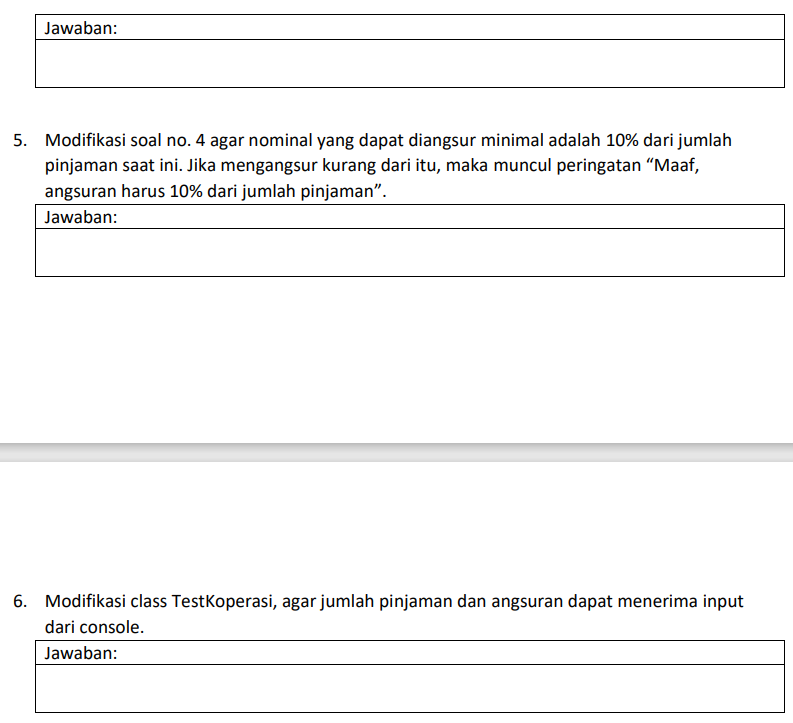 Jawaban:
5. Modifikasi soal no. 4 agar nominal yang dapat diangsur minimal adalah 10% dari jumlah
pinjaman saat ini. Jika mengangsur kurang dari itu, maka muncul peringatan “Maaf,
angsuran harus 10% dari jumlah pinjaman”.
Jawaban:
6. Modifikasi class TestKoperasi, agar jumlah pinjaman dan angsuran dapat menerima input
dari console.
Jawaban: